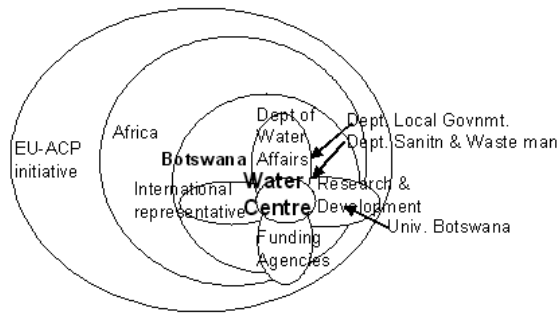 Dept of
Water
Affairs
Dept. Local Govnmt.
Dept. Sanitn & Waste man
Africa
EU-ACP
initiative
Botswana
International
representative
Water
Centre
Research &
Development
Univ. Botswana
Funding
Agencies